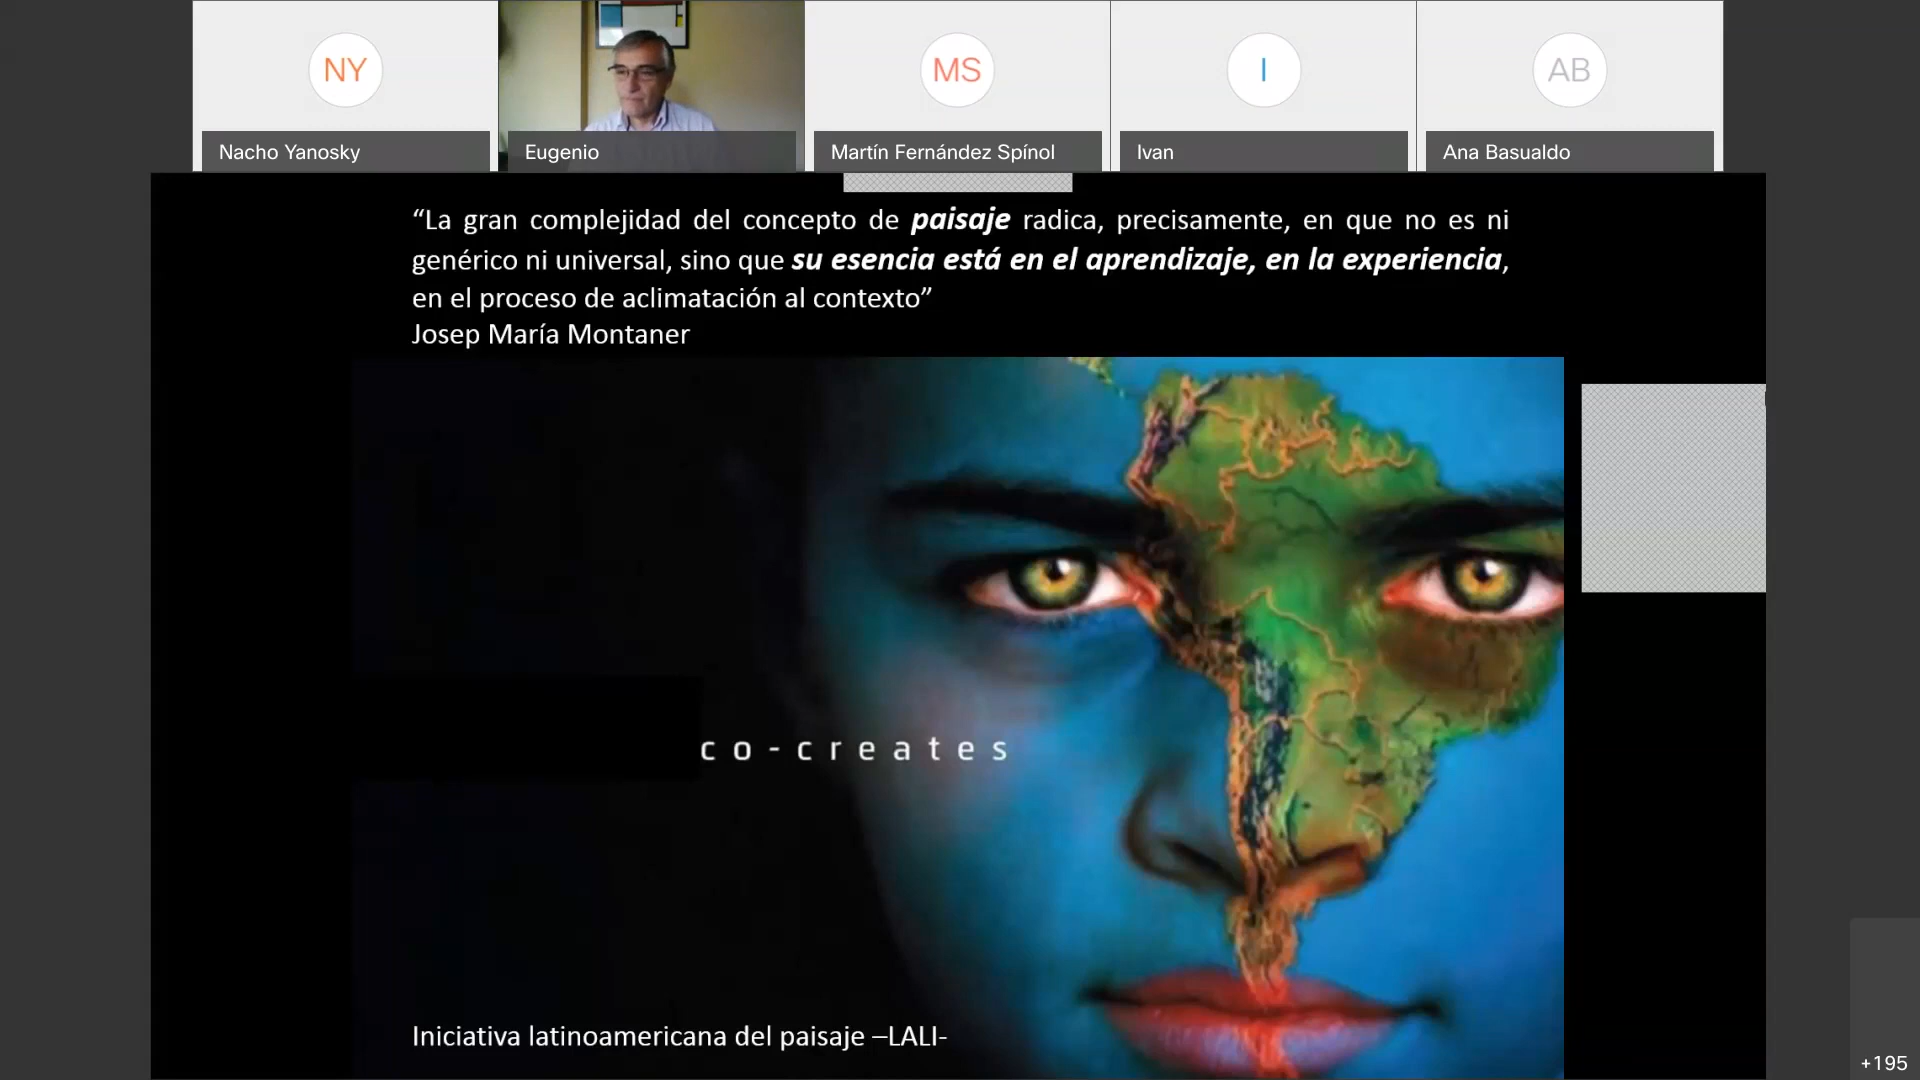 NY
MS
I
AB
Nacho Yanosky
Eugenio
Martín Fernández Spínol
Ivan
Ana Basualdo
“La gran complejidad del concepto de paisaje radica, precisamente, en que no es ni
genérico ni universal, sino que su esencia está en el aprendizaje, en la experiencia,
en el proceso de aclimatación al contexto”
Josep María Montaner
co-creates
Iniciativa latinoamericana del paisaje –LALI-
+195